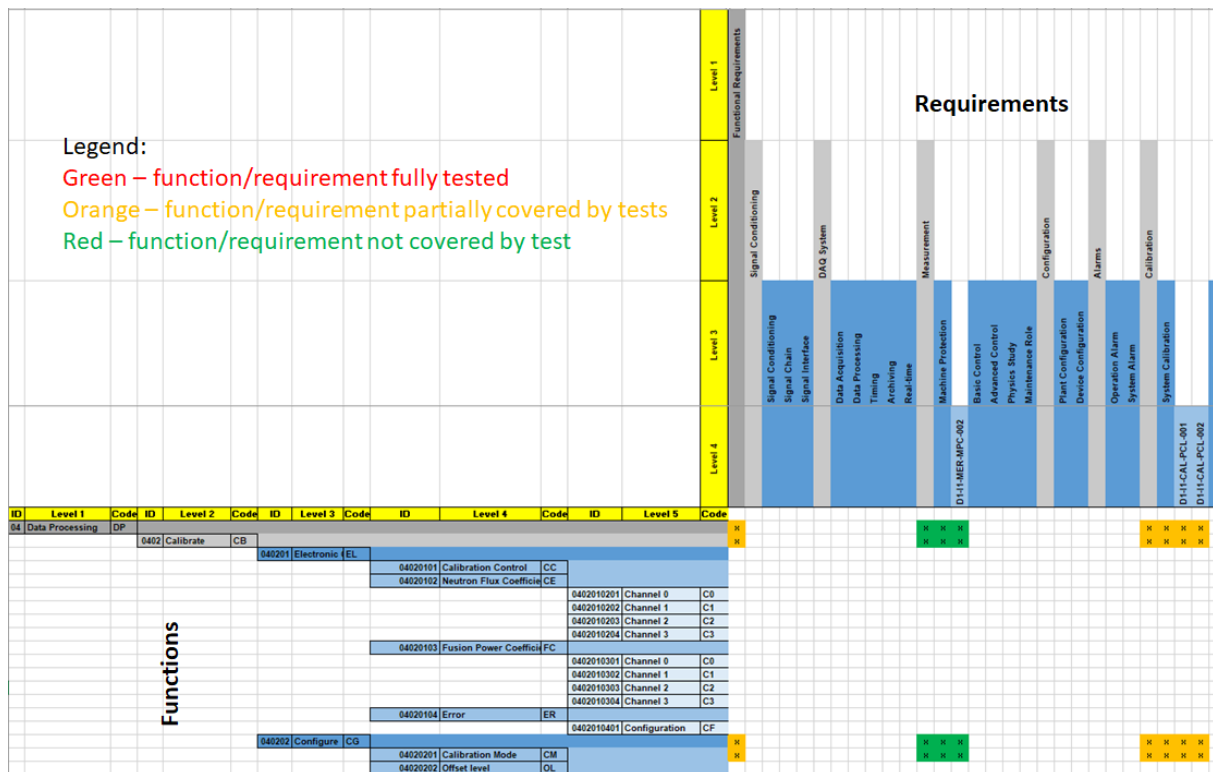 Level 1
Functional Requirements
Requirements
Legend:
Green – function/requirement fully tested
Orange – function/requirement partially covered by tests
Red – function/requirement not covered by test
Level 2
Signal Conditioning
DAQ System
Measurement
Configuration
Alarms
Calibration
Level 3
Signal Conditioning
Signal Chain
Signal Interface
Data Acquisition
Data Processing
Timing
Archiving
Real-time
Machine Protection
Basic Control
Advanced Control
Physics Study
Maintenance Role
Plant Configuration
Device Configuration
Operation Alarm
System Alarm
System Calibration
Level 4
D1-I1-MER-MPC-002
D1-I1-CAL-PCL-001
D1-I1-CAL-PCL-002
ID Level 1 Code ID Level 2 Code ID Level 3 Code ID Level 4 Code ID Level 5 Code
04 Data Processing DP x x x x x x x x
0402 Calibrate CB x x x x x x x x
040201 Electronic EL
04020101 Calibration Control CC
04020102 Neutron Flux Coefficie CE
0402010201 Channel 0 C0
0402010202 Channel 1 C1
0402010203 Channel 2 C2
0402010204 Channel 3 C3
04020103 Fusion Power Coeffici FC
0402010301 Channel 0 C0
0402010302 Channel 1 C1
0402010303 Channel 2 C2
0402010304 Channel 3 C3
04020104 Error ER
0402010401 Configuration CF
040202 Configure CG x x x x x x x x
04020201 Calibration Mode CM x x x x x x x x
04020202 Offset level OL
Functions